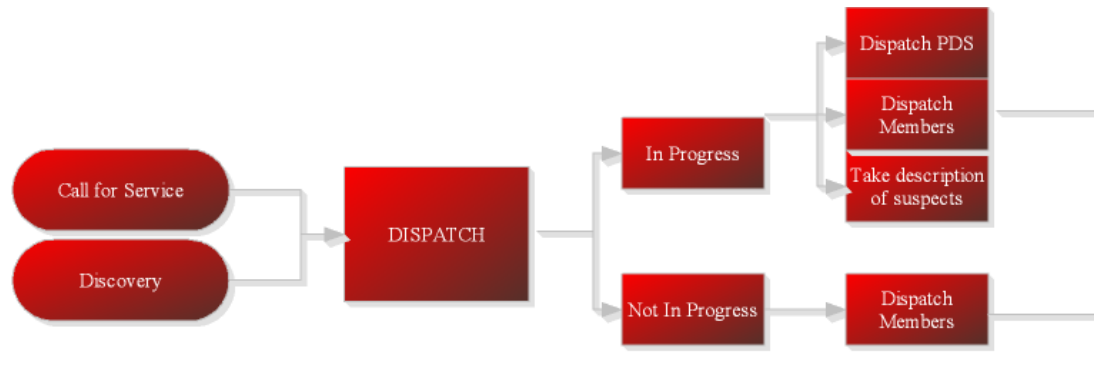 Call for Service
Discovery
DISPATCH
In Progress
Not In Progress
Dispatch PDS
Dispatch
Members
Take description
of suspects
Dispatch
Members